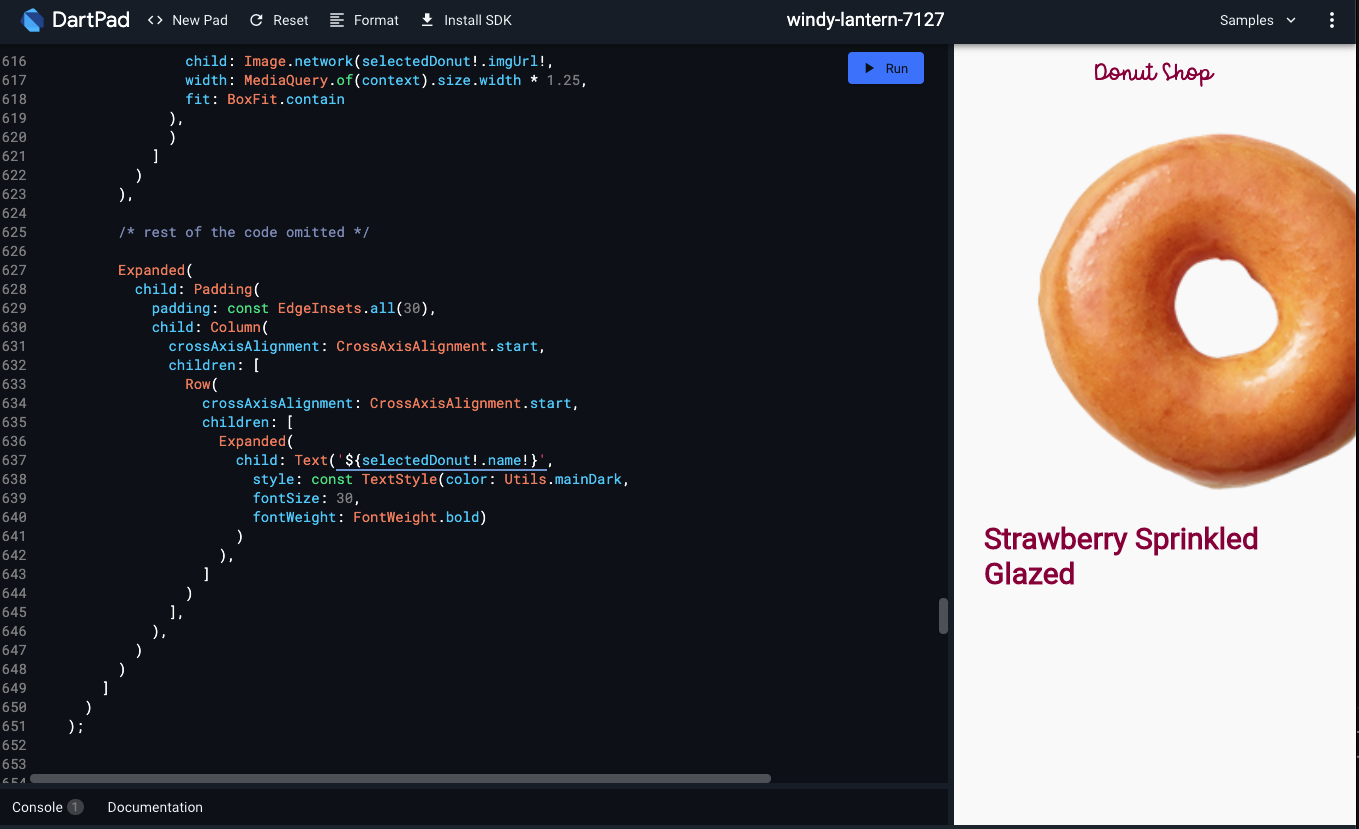 DartPad <> New Pad Reset Format Install SDK windy-lantern-7127 Samples
616 child: Image.network(selectedDonut!.imgUrl!,
617 width: MediaQuery.of(context).size.width * 1.25,
618 fit: BoxFit.contain
619 ),
620 )
621 ]
622 )
623 ),
624
625 /* rest of the code omitted */
626
627 Expanded(
628 child: Padding(
629 padding: const EdgeInsets.all(30),
630 child: Column(
631 crossAxisAlignment: CrossAxisAlignment.start,
632 children: [
633 Row(
634 crossAxisAlignment: CrossAxisAlignment.start,
635 children: [
636 Expanded(
637 child: Text('${selectedDonut!.name!}',
638 style: const TextStyle(color: Utils.mainDark,
639 fontSize: 30,
640 fontWeight: FontWeight.bold)
641 )
642 ),
643 ]
644 )
645 ],
646 ),
647 )
648 )
649 ]
650 )
651 );
652
653
654
Run
Console 1 Documentation
Donut Shop
Strawberry Sprinkled
Glazed